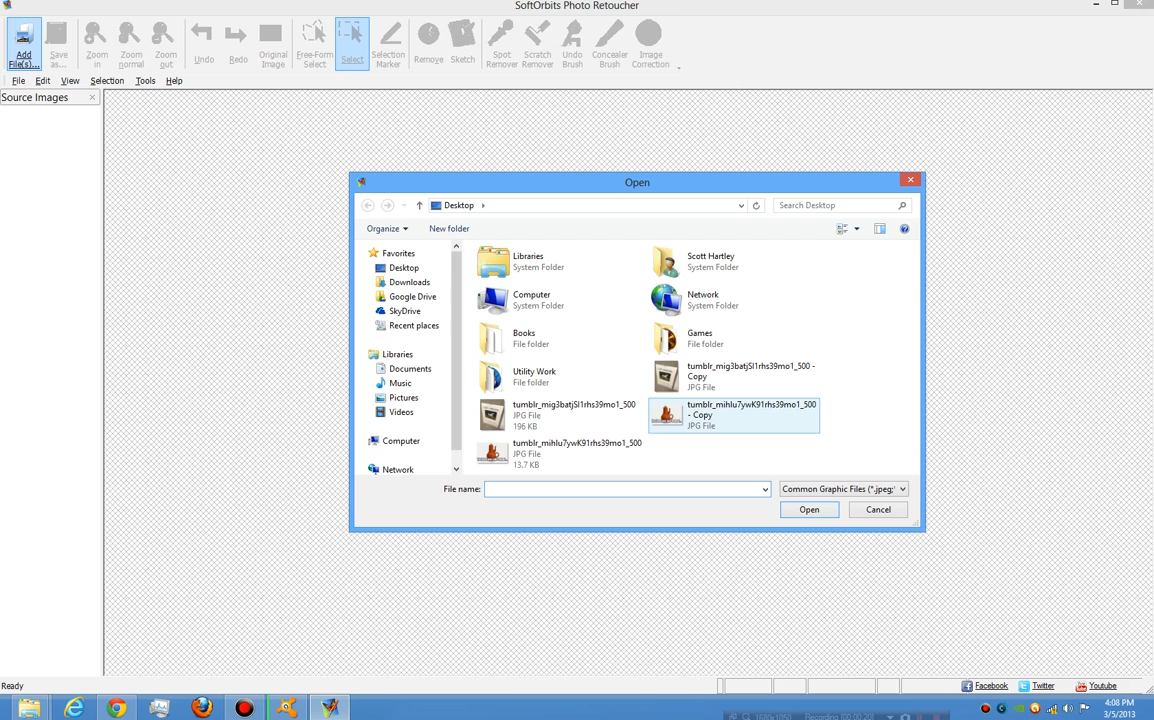 SoftOrbits Photo Retoucher
Add File(s)...
Save as...
Zoom in
Zoom normal
Zoom out
Undo
Redo
Original Image
Free-Form Select
Select
Selection Marker
Remove
Sketch
Spot Remover
Scratch Remover
Undo Brush
Concealer Brush
Image Correction
File Edit View Selection Tools Help
Source Images
Open
Desktop
Search Desktop
Organize
New folder
Favorites
Desktop
Downloads
Google Drive
SkyDrive
Recent places
Libraries
Documents
Music
Pictures
Videos
Computer
Network
Libraries
System Folder
Scott Hartley
System Folder
Computer
System Folder
Network
System Folder
Books
File folder
Games
File folder
Utility Work
File folder
tumblr_mig3batjSl1rhs39mo1_500 -
Copy
JPG File
tumblr_mig3batjSl1rhs39mo1_500
JPG File
196 KB
tumblr_mihlu7ywK91rhs39mo1_500
- Copy
JPG File
tumblr_mihlu7ywK91rhs39mo1_500
JPG File
13.7 KB
File name:
Common Graphic Files (*.jpeg;
Open
Cancel
Ready
Facebook
Twitter
Youtube
4:08 PM
3/5/2013